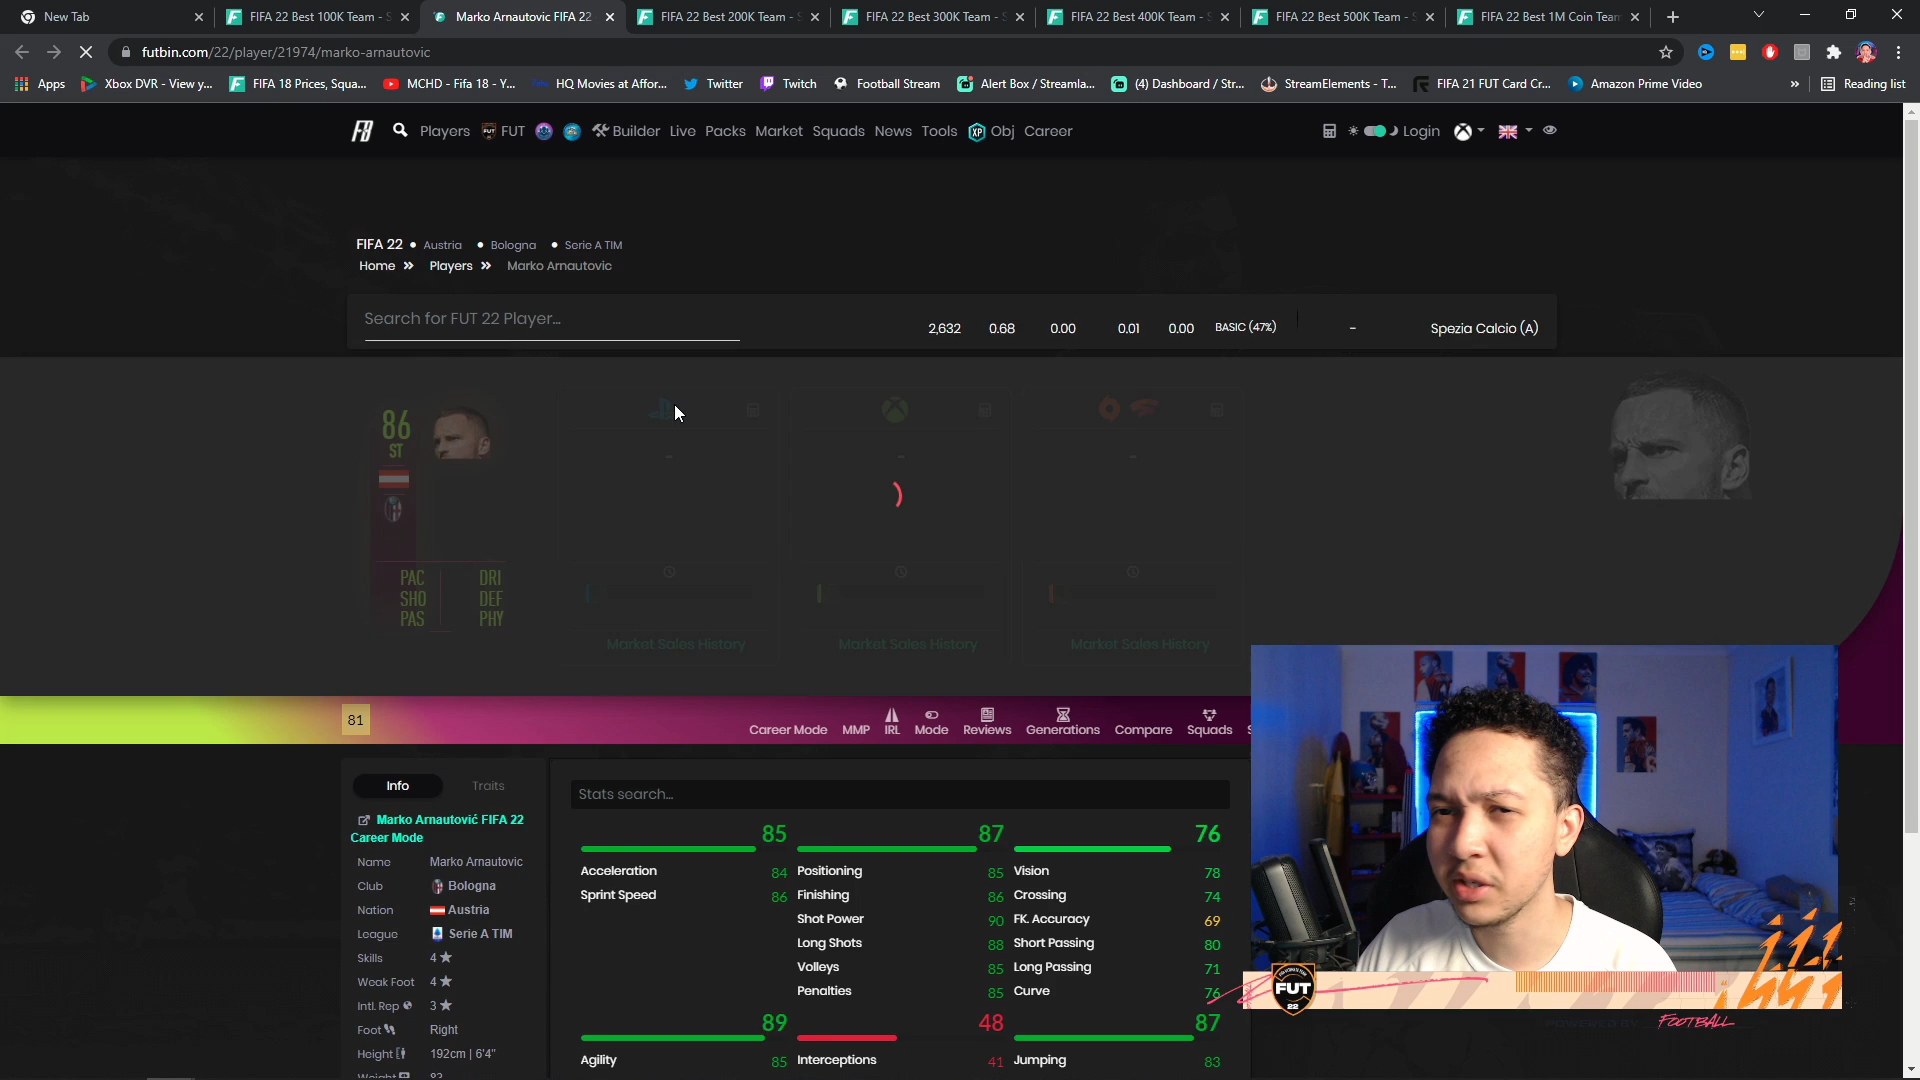 New Tab
FIFA 22 Best 100K Team - S
Marko Arnautovic FIFA 22
FIFA 22 Best 200K Team - S
FIFA 22 Best 300K Team - S
FIFA 22 Best 400K Team - S
FIFA 22 Best 500K Team - S
FIFA 22 Best 1M Coin Team
futbin.com/22/player/21974/marko-arnautovic
Apps
Xbox DVR - View y...
FIFA 18 Prices, Squa...
MCHD - Fifa 18 - Y...
HQ Movies at Affor...
Twitter
Twitch
Football Stream
Alert Box / Streamla...
(4) Dashboard / Str...
StreamElements - T...
FIFA 21 FUT Card Cr...
Amazon Prime Video
»
Reading list
Players
FUT
Builder
Live
Packs
Market
Squads
News
Tools
XP Obj
Career
Login
FIFA 22 • Austria • Bologna • Serie A TIM
Home » Players » Marko Arnautovic
Search for FUT 22 Player...
2,632 0.68 0.00 0.01 0.00 BASIC (47%) - Spezia Calcio (A)
86
ST
PAC
SHO
PAS
DRI
DEF
PHY
- - -
Market Sales History
Market Sales History
Market Sales History
81
Career Mode
MMP
IRL
Mode
Reviews
Generations
Compare
Squads
Info
Traits
Marko Arnautović FIFA 22
Career Mode
Name Marko Arnautovic
Club Bologna
Nation Austria
League Serie A TIM
Skills 4★
Weak Foot 4★
Intl. Rep 3★
Foot Right
Height 192cm | 6'4"
Weight 83
Stats search...
85
Acceleration 84
Sprint Speed 86
87
Positioning 85
Finishing 86
Shot Power 90
Long Shots 88
Volleys 85
Penalties 85
76
Vision 78
Crossing 74
FK. Accuracy 69
Short Passing 80
Long Passing 71
Curve 76
89
Agility 85
48
Interceptions 41
87
Jumping 83
FUT
22
POWERED BY FOOTBALL